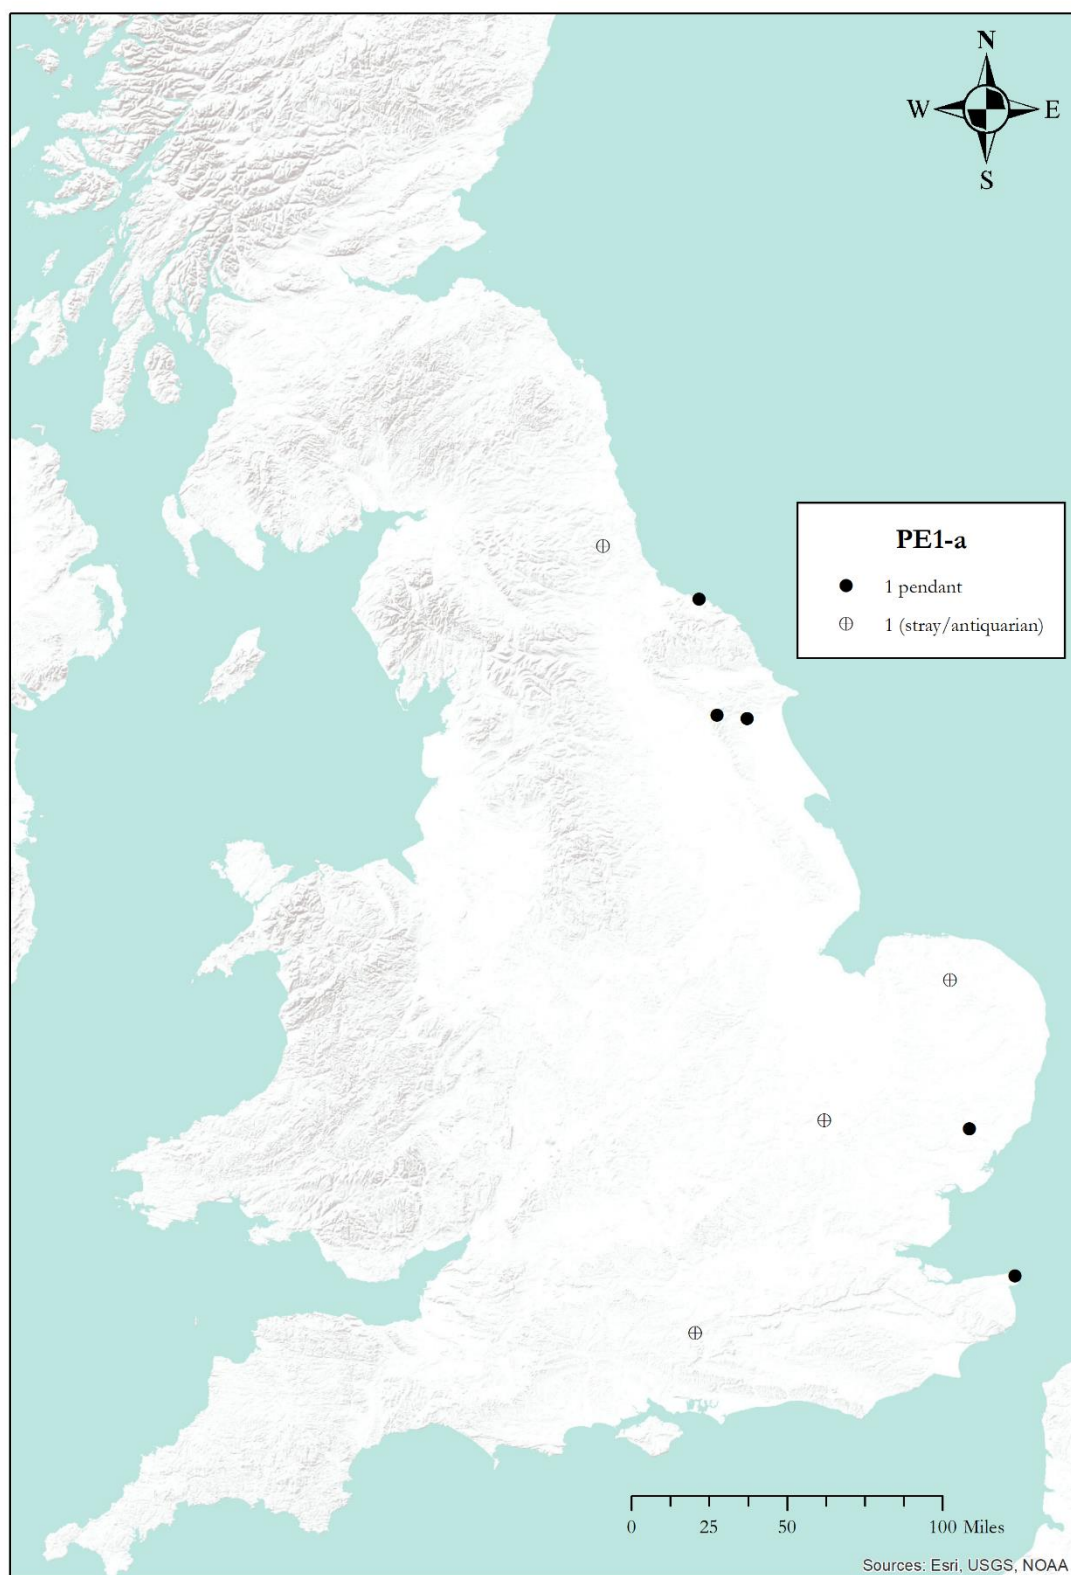 N
W E
S
PE1-a
1 pendant
1 (stray/antiquarian)
0 25 50 100 Miles
Sources: Esri, USGS, NOAA